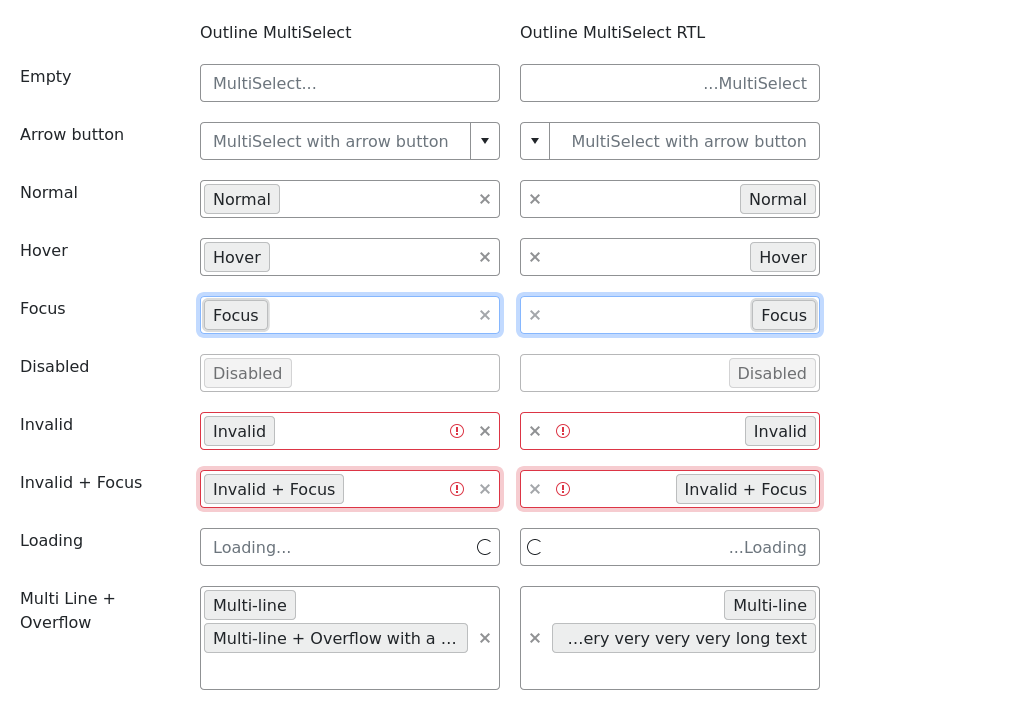 Outline MultiSelect Outline MultiSelect RTL
Empty MultiSelect... ...MultiSelect
Arrow button MultiSelect with arrow button MultiSelect with arrow button
Normal Normal Normal
Hover Hover Hover
Focus Focus Focus
Disabled Disabled Disabled
Invalid Invalid Invalid
Invalid + Focus Invalid + Focus Invalid + Focus
Loading Loading... ...Loading
Multi Line + Multi-line Multi-line
Overflow Multi-line + Overflow with a ... ...ery very very very long text